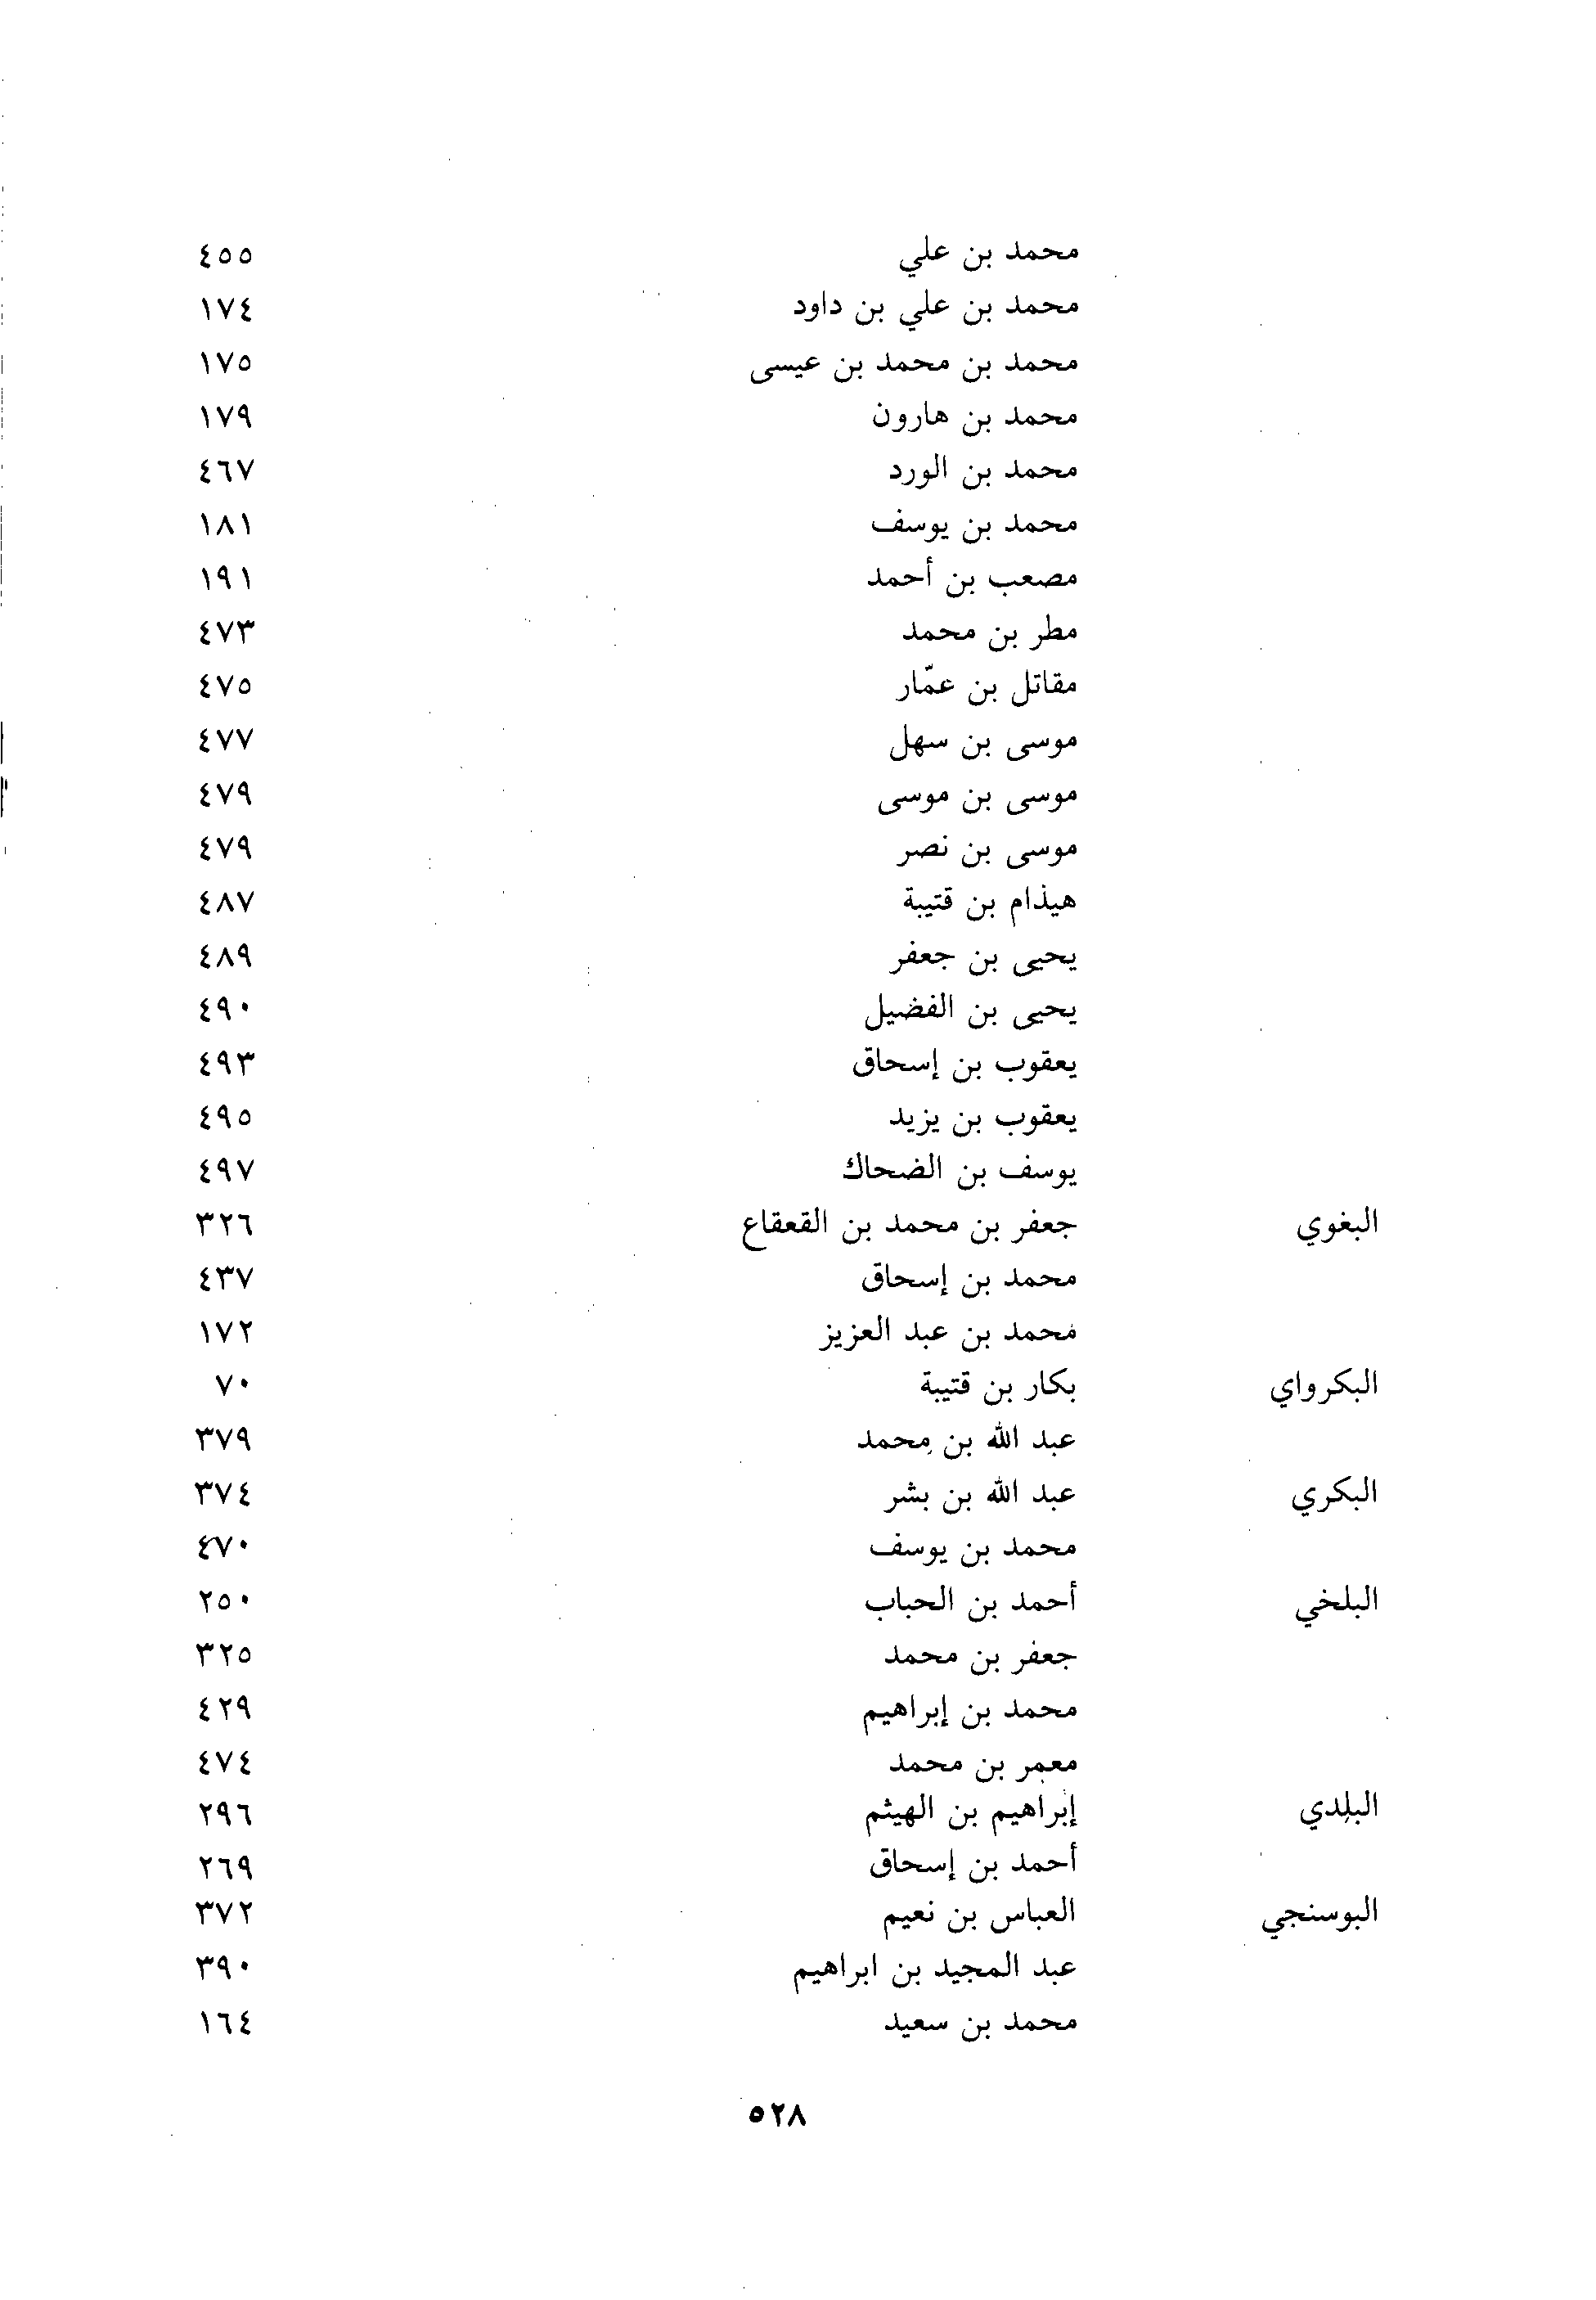 محمد بن علي ٤٥٥
محمد بن علي بن داود ١٧٤
محمد بن محمد بن عيسى ١٧٥
محمد بن هارون ١٧٩
محمد بن الورد ٤٦٧
محمد بن يوسف ١٨١
مصعب بن أحمد ١٩١
مطر بن محمد ٤٧٣
مقاتل بن عمّار ٤٧٥
موسى بن سهل ٤٧٧
موسى بن موسى ٤٧٩
موسى بن نصر ٤٧٩
هيذام بن قتيبة ٤٨٧
يحيى بن جعفر ٤٨٩
يحيى بن الفضيل ٤٩٠
يعقوب بن إسحاق ٤٩٣
يعقوب بن يزيد ٤٩٥
يوسف بن الضحاك ٤٩٧
البغوي جعفر بن محمد بن القعقاع ٣٢٦
محمد بن إسحاق ٤٣٧
محمد بن عبد العزيز ١٧٢
البكرواي بكار بن قتيبة ٧٠
عبد الله بن محمد ٣٧٩
البكري عبد الله بن بشر ٣٧٤
محمد بن يوسف ٤٧٠
البلخي أحمد بن الحباب ٢٥٠
جعفر بن محمد ٣٢٥
محمد بن إبراهيم ٤٢٩
معمر بن محمد ٤٧٤
البلدي إبراهيم بن الهيثم ٢٩٦
أحمد بن إسحاق ٢٦٩
البوسنجي العباس بن نعيم ٣٧٢
عبد المجيد بن ابراهيم ٣٩٠
محمد بن سعيد ١٦٤
٥٢٨